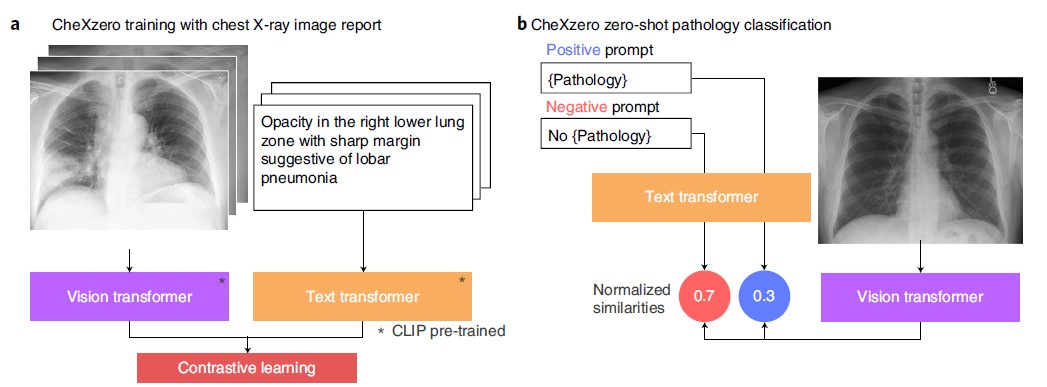 a CheXzero training with chest X-ray image report
Opacity in the right lower lung
zone with sharp margin
suggestive of lobar
pneumonia
Vision transformer *
Text transformer *
* CLIP pre-trained
Contrastive learning
b CheXzero zero-shot pathology classification
Positive prompt
{Pathology}
Negative prompt
No {Pathology}
Text transformer
Normalized
similarities
0.7
0.3
Vision transformer